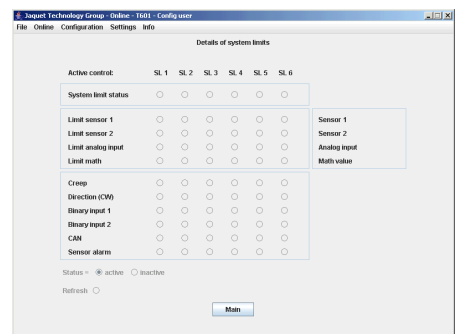 Jaquet Technology Group - Online - T601 - Config user
File Online Configuration Settings Info
Details of system limits
Active control: SL 1 SL 2 SL 3 SL 4 SL 5 SL 6
System limit status
Limit sensor 1 Sensor 1
Limit sensor 2 Sensor 2
Limit analog input Analog input
Limit math Math value
Creep
Direction (CW)
Binary input 1
Binary input 2
CAN
Sensor alarm
Status = active inactive
Refresh
Main